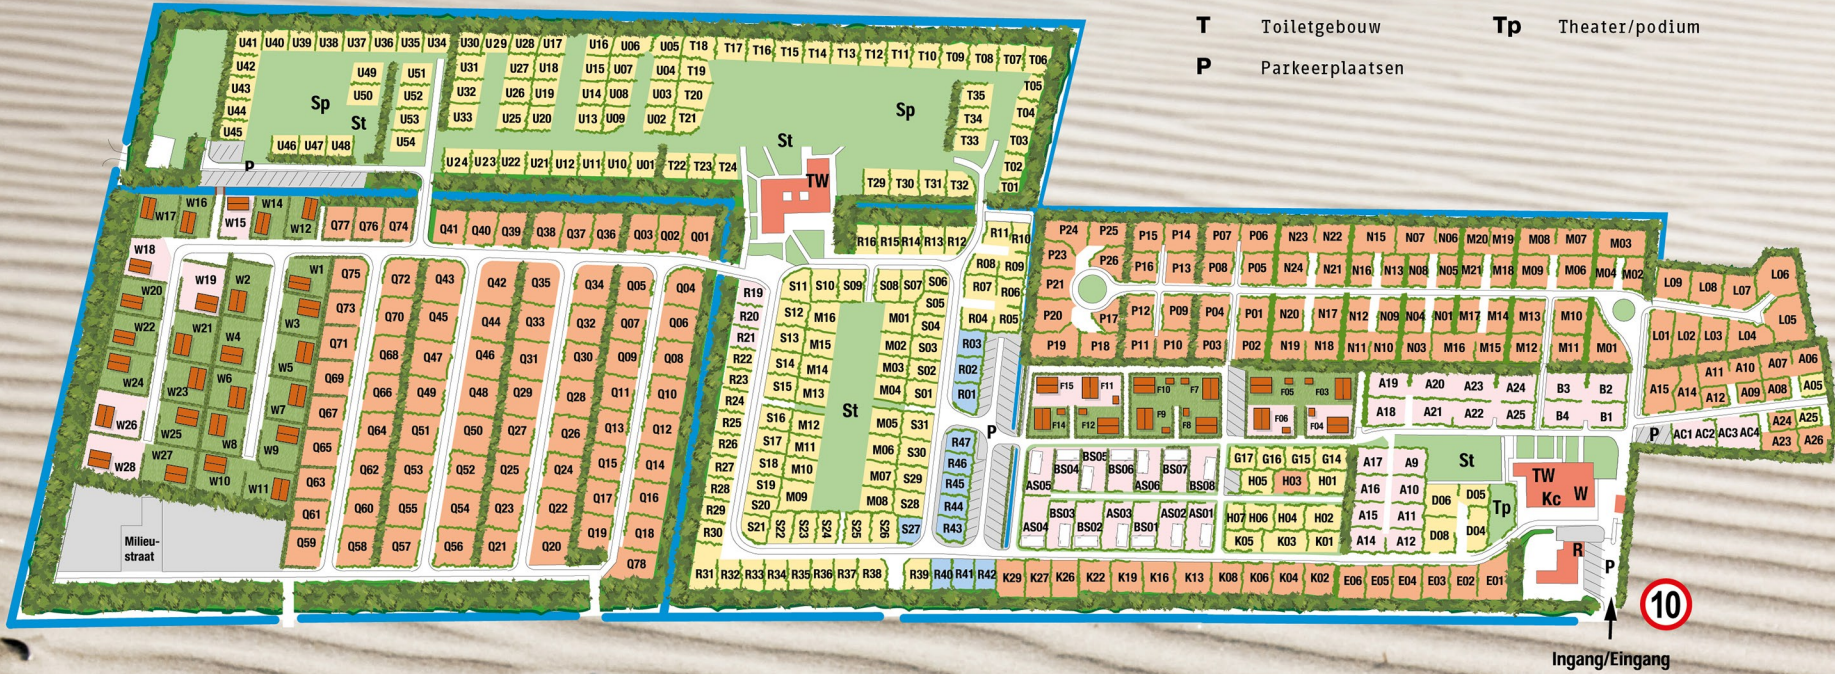 T Toiletgebouw Tp Theater/podium
P Parkeerplaatsen
U41 U40 U39 U38 U37 U36 U35 U34 U30 U29 U28 U17 U16 U06 U05 T18 T17 T16 T15 T14 T13 T12 T11 T10 T09 T08 T07 T06
U42 U49 U51 U31 U27 U18 U15 U07 U04 T19
U43 U50 U52 U32 U26 U19 U14 U08 U03 T20 T35 T05
U44 Sp St U53 U33 U25 U20 U13 U09 U02 T21 Sp T34 T04
U45 U46 U47 U48 U54 St T33 T03
P U24 U23 U22 U21 U12 U11 U10 U01 T22 T23 T24 TW T29 T30 T31 T32 T02
T01
W17 W16 W15 W14 W12 Q77 Q76 Q74 Q41 Q40 Q39 Q38 Q37 Q36 Q03 Q02 Q01 R16 R15 R14 R13 R12 R11 R10
P24 P25 P15 P14 P07 P06 N23 N22 N15 N07 N06 M20 M19 M08 M07 M03
P23 P26 P16 P13 P08 P05 N24 N21 N16 N13 N08 N05 M21 M18 M09 M06 M04 M02
P21 L09 L08 L07 L06
P20 P17 P12 P09 P04 P01 N20 N17 N12 N09 N04 N01 M17 M14 M13 M10 L05
P19 P18 P11 P10 P03 P02 N19 N18 N11 N10 N03 M16 M15 M12 M11 M01 L01 L02 L03 L04
W18 W19 W2 W1 Q75 Q72 Q43 Q42 Q35 Q34 Q05 Q04
W20 W3 Q73 Q70 Q45 Q44 Q33 Q32 Q07 Q06
W22 W21 W4 Q71 Q68 Q47 Q46 Q31 Q30 Q09 Q08
W24 W23 W6 W5 Q69 Q66 Q49 Q48 Q29 Q28 Q11 Q10
W26 W25 W8 W7 Q67 Q64 Q51 Q50 Q27 Q26 Q13 Q12
W28 W27 W10 W9 Q65 Q62 Q53 Q52 Q25 Q24 Q15 Q14
W11 Q63 Q60 Q55 Q54 Q23 Q22 Q17 Q16
Q61 Q58 Q57 Q56 Q21 Q20 Q19 Q18
Q59 Q78
Milieu-
straat
R19 S11 S10 S09 S08 S07 S06 R08 R09
R20 S12 M16 M01 S05 R07 R06
R21 S13 M15 M02 S04 R04 R05
R22 S14 M14 M03 S03 R03
R23 S15 M13 M04 S02 R02
R24 St S01 R01
R25 S16 M12 M05 S31 P
R26 S17 M11 M06 S30 R47
R27 S18 M10 M07 S29 R46
R28 S19 M09 M08 S28 R45
R29 S20 R44
R30 S21 S22 S23 S24 S25 S26 S27 R43
R31 R32 R33 R34 R35 R36 R37 R38 R39 R40 R41 R42 K29 K27 K26 K22 K19 K16 K13 K08 K06 K04 K02 E06 E05 E04 E03 E02 E01
F15 F11 F10 F7 F05 F03 A19 A20 A23 A24 B3 B2 A15 A14 A11 A10 A07 A06
F14 F12 F9 F8 F06 F04 A18 A21 A22 A25 B4 B1 A12 A09 A08 A05
P AC1 AC2 AC3 AC4 A24 A25
A23 A26
AS05 BS04 BS05 BS06 AS06 BS07 BS08 G17 G16 G15 G14 A17 A9 St TW
H05 H03 H01 A16 A10 D06 D05 Kc W
AS04 BS03 BS02 AS03 BS01 AS02 AS01 H07 H06 H04 H02 A15 A11 Tp
K05 K03 K01 A14 A12 D08 D04 R
P
10
Ingang/Eingang